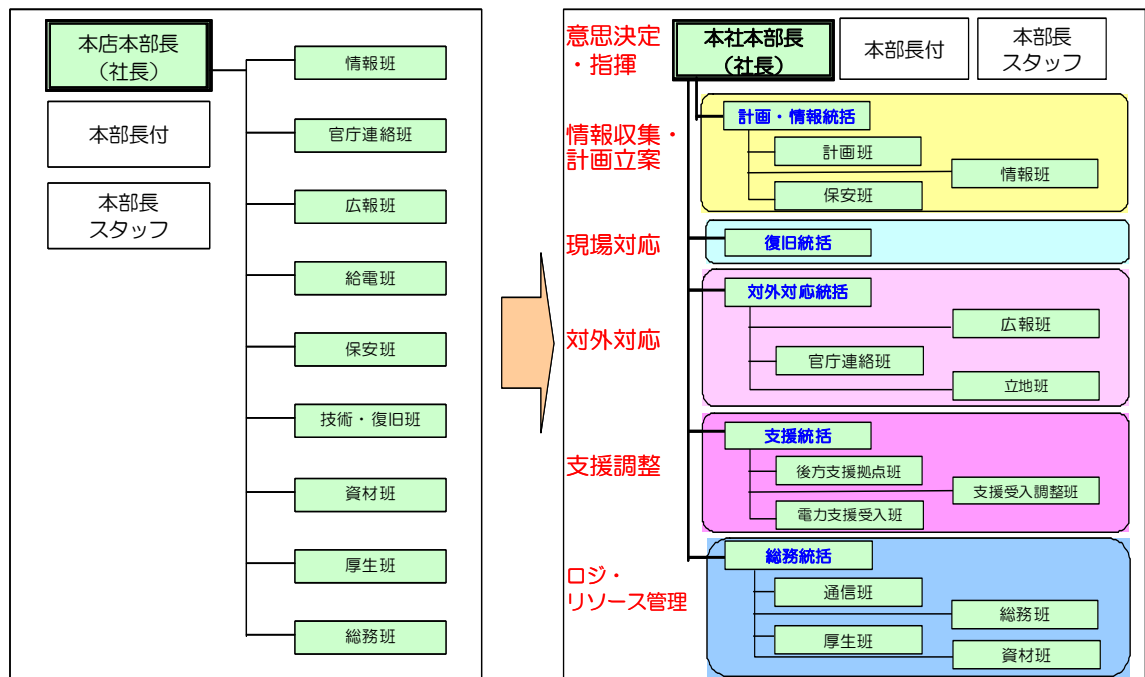 本店本部長
（社長）
本部長付
本部長
スタッフ
情報班
官庁連絡班
広報班
給電班
保安班
技術・復旧班
資材班
厚生班
総務班
意思決定
・指揮
本社本部長
（社長）
本部長付
本部長
スタッフ
情報収集・
計画立案
計画・情報統括
計画班
情報班
保安班
現場対応
復旧統括
対外対応
対外対応統括
広報班
官庁連絡班
立地班
支援調整
支援統括
後方支援拠点班
支援受入調整班
電力支援受入班
ロジ・
リソース管理
総務統括
通信班
総務班
厚生班
資材班